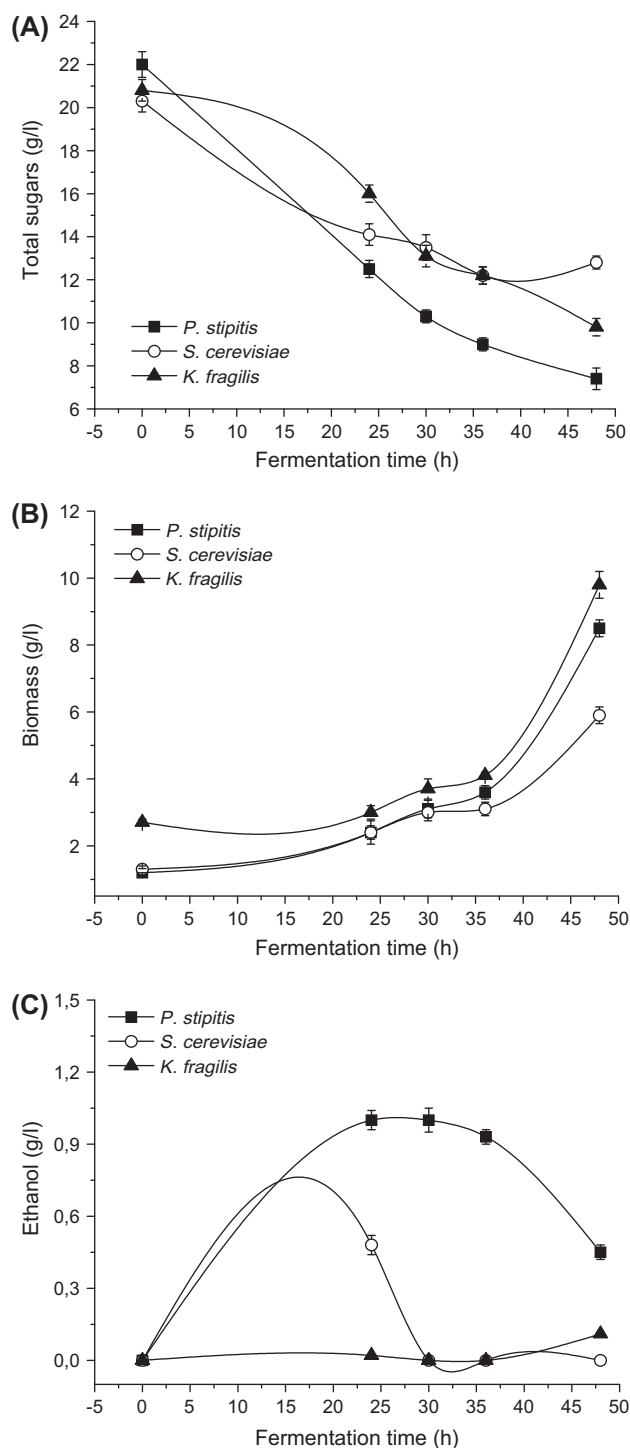 (A)
Total sugars (g/l)
22
20
18
16
14
12
10
8
6
P. stipitis
S. cerevisiae
K. fragilis
-5 0 5 10 15 20 25 30 35 40 45 50
Fermentation time (h)
(B)
Biomass (g/l)
12
10
8
6
4
2
P. stipitis
S. cerevisiae
K. fragilis
-5 0 5 10 15 20 25 30 35 40 45 50
Fermentation time (h)
(C)
Ethanol (g/l)
1,5
1,2
0,9
0,6
0,3
0,0
P. stipitis
S. cerevisiae
K. fragilis
-5 0 5 10 15 20 25 30 35 40 45 50
Fermentation time (h)